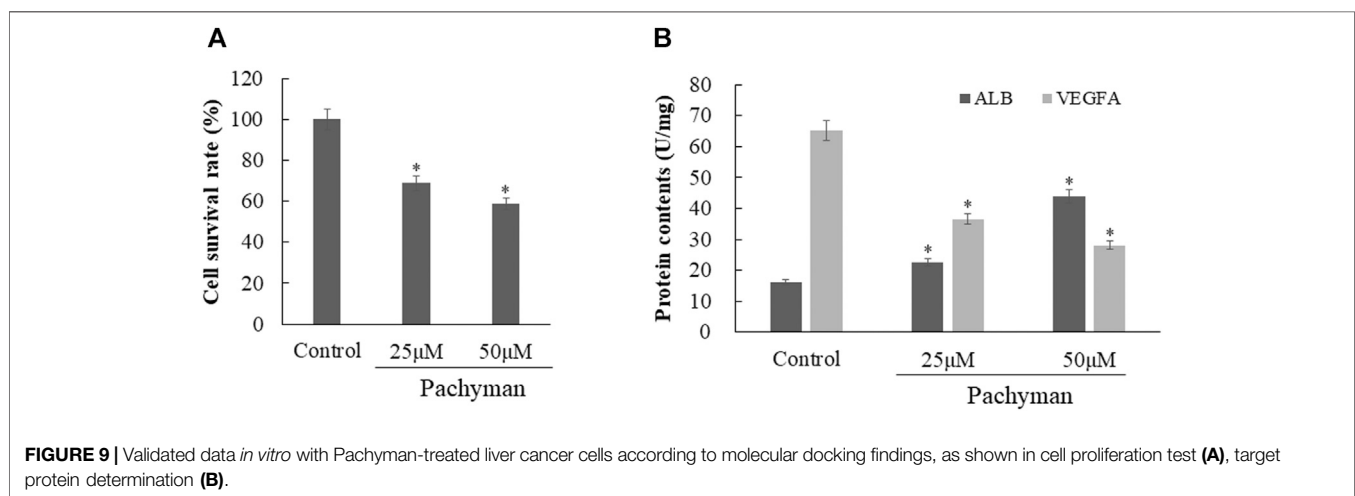 A
Cell survival rate (%)
120
100
80
60
40
20
0
*
*
Control 25μM 50μM
Pachyman
B
Protein contents (U/mg)
80
70
60
50
40
30
20
10
0
ALB VEGFA
*
*
*
*
Control 25μM 50μM
Pachyman
FIGURE 9 | Validated data in vitro with Pachyman-treated liver cancer cells according to molecular docking findings, as shown in cell proliferation test (A), target
protein determination (B).